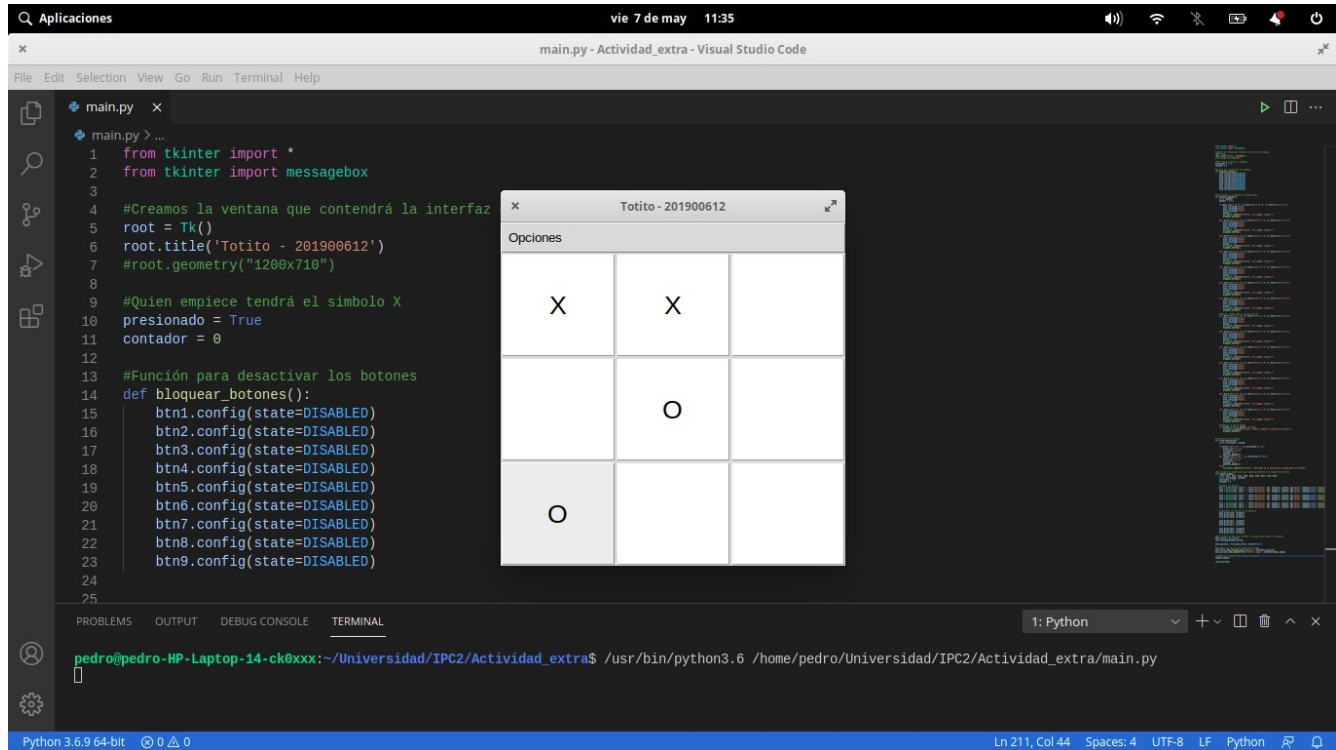 Aplicaciones vie 7 de may 11:35
main.py - Actividad_extra - Visual Studio Code
File Edit Selection View Go Run Terminal Help
main.py
main.py > ...
1 from tkinter import *
2 from tkinter import messagebox
3
4 #Creamos la ventana que contendrá la interfaz
5 root = Tk()
6 root.title('Totito - 201900612')
7 #root.geometry("1200x710")
8
9 #Quien empiece tendrá el simbolo X
10 presionado = True
11 contador = 0
12
13 #Función para desactivar los botones
14 def bloquear_botones():
15 btn1.config(state=DISABLED)
16 btn2.config(state=DISABLED)
17 btn3.config(state=DISABLED)
18 btn4.config(state=DISABLED)
19 btn5.config(state=DISABLED)
20 btn6.config(state=DISABLED)
21 btn7.config(state=DISABLED)
22 btn8.config(state=DISABLED)
23 btn9.config(state=DISABLED)
24
25
Totito - 201900612
Opciones
X X
O
O
PROBLEMS OUTPUT DEBUG CONSOLE TERMINAL 1: Python
pedro@pedro-HP-Laptop-14-ck0xxx:~/Universidad/IPC2/Actividad_extra$ /usr/bin/python3.6 /home/pedro/Universidad/IPC2/Actividad_extra/main.py
Python 3.6.9 64-bit 0 0 Ln 211, Col 44 Spaces: 4 UTF-8 LF Python